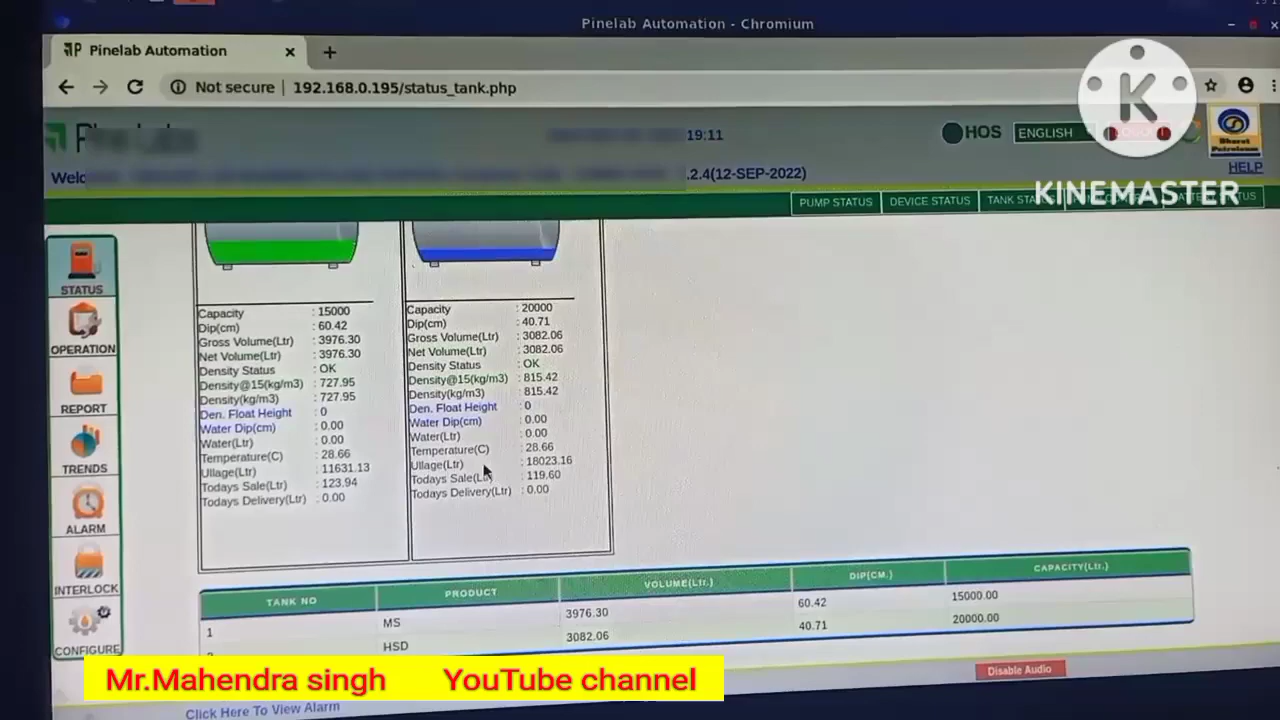 Pinelab Automation - Chromium
Pinelab Automation
Not secure | 192.168.0.195/status_tank.php
K
19:11
HOS
ENGLISH
Bharat Petroleum
HELP
.2.4(12-SEP-2022)
KINEMASTER
PUMP STATUS
DEVICE STATUS
STATUS
OPERATION
REPORT
TRENDS
ALARM
INTERLOCK
CONFIGURE
Capacity : 15000
Dip(cm) : 60.42
Gross Volume(Ltr) : 3976.30
Net Volume(Ltr) : 3976.30
Density Status : OK
Density@15(kg/m3) : 727.95
Density(kg/m3) : 727.95
Den. Float Height : 0
Water Dip(cm) : 0.00
Water(Ltr) : 0.00
Temperature(C) : 28.66
Ullage(Ltr) : 11631.13
Todays Sale(Ltr) : 123.94
Todays Delivery(Ltr) : 0.00
Capacity : 20000
Dip(cm) : 40.71
Gross Volume(Ltr) : 3082.06
Net Volume(Ltr) : 3082.06
Density Status : OK
Density@15(kg/m3) : 815.42
Density(kg/m3) : 815.42
Den. Float Height : 0
Water Dip(cm) : 0.00
Water(Ltr) : 0.00
Temperature(C) : 28.66
Ullage(Ltr) : 18023.16
Todays Sale(Ltr) : 119.60
Todays Delivery(Ltr) : 0.00
TANK NO PRODUCT VOLUME(Ltr.) DIP(CM.) CAPACITY(Ltr.)
1 MS 3976.30 60.42 15000.00
HSD 3082.06 40.71 20000.00
Disable Audio
Mr.Mahendra singh YouTube channel
Click Here To View Alarm